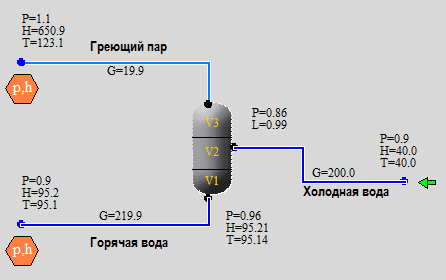 P=1.1
H=650.9
T=123.1
Греющий пар
G=19.9
p,h
V3
V2
V1
P=0.86
L=0.99
P=0.9
H=40.0
T=40.0
G=200.0
Холодная вода
P=0.9
H=95.2
T=95.1
G=219.9
Горячая вода
p,h
P=0.96
H=95.21
T=95.14